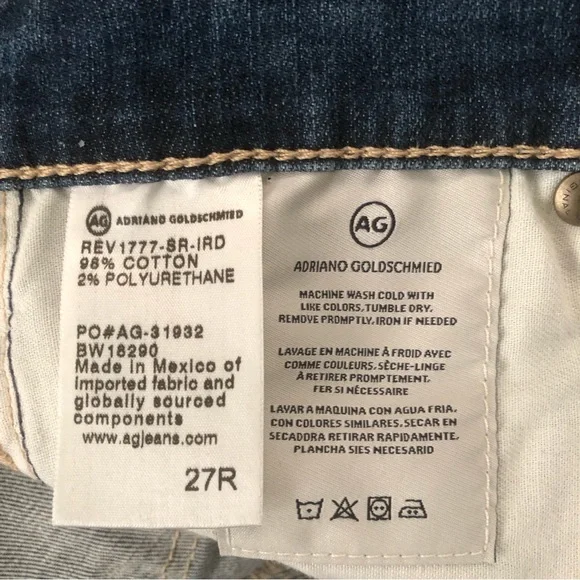 AG ADRIANO GOLDSCHMIED
REV1777-SR-IRD
98% COTTON
2% POLYURETHANE
PO#AG-31932
BW18290
Made in Mexico of
imported fabric and
globally sourced
components
www.agjeans.com
27R
AG
ADRIANO GOLDSCHMIED
MACHINE WASH COLD WITH
LIKE COLORS, TUMBLE DRY,
REMOVE PROMPTLY, IRON IF NEEDED
LAVAGE EN MACHINE À FROID AVEC
COMME COULEURS, SÈCHE-LINGE
À RETIRER PROMPTEMENT,
FER SI NÉCESSAIRE
LAVAR A MAQUINA CON AGUA FRIA,
CON COLORES SIMILARES, SECAR EN
SECADORA RETIRAR RAPIDAMENTE,
PLANCHA SIES NECESARIO